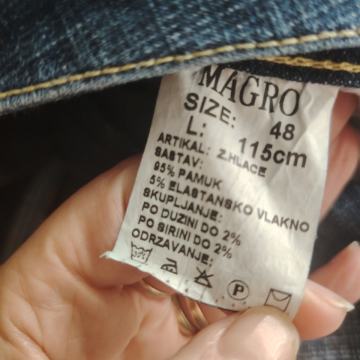 MAGRO
SIZE: 48
L: 115cm
ARTIKAL: Z.HLACE
SASTAV:
95% PAMUK
5% ELASTANSKO VLAKNO
SKUPLJANJE:
PO DUZINI DO 2%
PO SIRINI DO 2%
ODRZAVANJE:
P